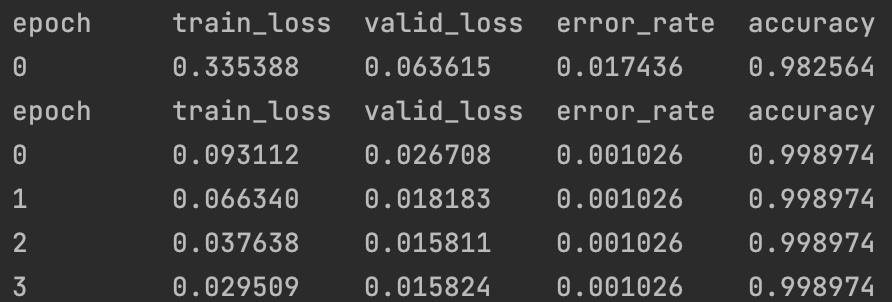 epoch train_loss valid_loss error_rate accuracy
0 0.335388 0.063615 0.017436 0.982564
epoch train_loss valid_loss error_rate accuracy
0 0.093112 0.026708 0.001026 0.998974
1 0.066340 0.018183 0.001026 0.998974
2 0.037638 0.015811 0.001026 0.998974
3 0.029509 0.015824 0.001026 0.998974